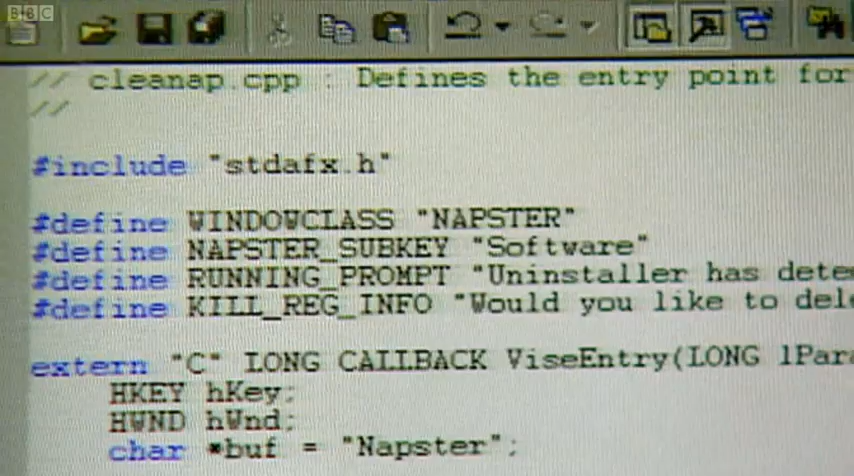 BBC
// cleanap.cpp : Defines the entry point for
//
#include "stdafx.h"
#define WINDOWCLASS "NAPSTER"
#define NAPSTER_SUBKEY "Software"
#define RUNNING_PROMPT "Uninstaller has dete
#define KILL_REG_INFO "Would you like to dele
extern "C" LONG CALLBACK ViseEntry(LONG lPara
HKEY hKey;
HWND hWnd;
char *buf = "Napster";